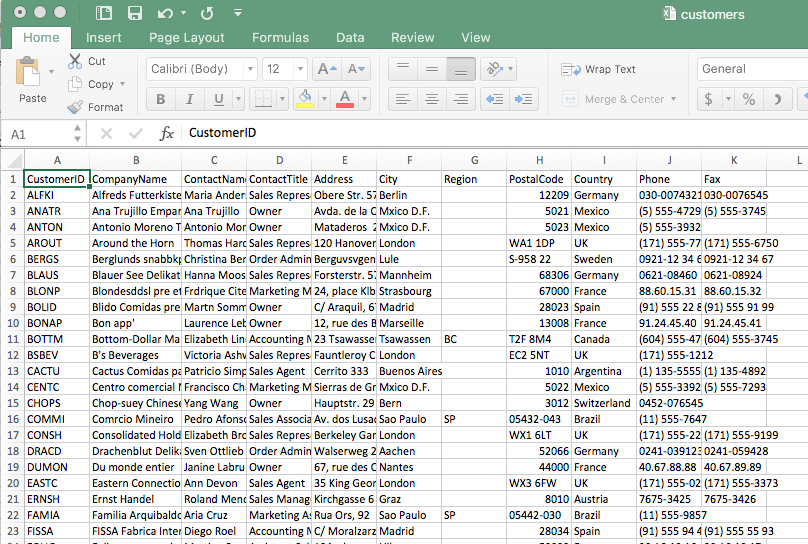 customers
Home Insert Page Layout Formulas Data Review View
Cut
Calibri (Body) 12 A A Wrap Text General
Copy
Paste Format B I U A Merge & Center $ % )
A1 fx CustomerID
A B C D E F G H I J K L
1 CustomerID CompanyName ContactNam ContactTitle Address City Region PostalCode Country Phone Fax
2 ALFKI Alfreds Futterkiste Maria Ander Sales Repres Obere Str. 57 Berlin 12209 Germany 030-0074321 030-0076545
3 ANATR Ana Trujillo Empar Ana Trujillo Owner Avda. de la C Mxico D.F. 5021 Mexico (5) 555-4729 (5) 555-3745
4 ANTON Antonio Moreno T Antonio Mor Owner Mataderos 2 Mxico D.F. 5023 Mexico (5) 555-3932
5 AROUT Around the Horn Thomas Hard Sales Repres 120 Hanover London WA1 1DP UK (171) 555-77 (171) 555-6750
6 BERGS Berglunds snabbk Christina Ber Order Admin Berguvsvgen Lule S-958 22 Sweden 0921-12 34 6 0921-12 34 67
7 BLAUS Blauer See Delikat Hanna Moos Sales Repres Forsterstr. 57 Mannheim 68306 Germany 0621-08460 0621-08924
8 BLONP Blondesddsl pre et Frdrique Cite Marketing M 24, place Klb Strasbourg 67000 France 88.60.15.31 88.60.15.32
9 BOLID Blido Comidas pre Martn Somm Owner C/ Araquil, 6 Madrid 28023 Spain (91) 555 22 8 (91) 555 91 99
10 BONAP Bon app' Laurence Leb Owner 12, rue des B Marseille 13008 France 91.24.45.40 91.24.45.41
11 BOTTM Bottom-Dollar Ma Elizabeth Lin Accounting M 23 Tsawasser Tsawassen BC T2F 8M4 Canada (604) 555-47 (604) 555-3745
12 BSBEV B's Beverages Victoria Ashw Sales Repres Fauntleroy C London EC2 5NT UK (171) 555-1212
13 CACTU Cactus Comidas pa Patricio Simp Sales Agent Cerrito 333 Buenos Aires 1010 Argentina (1) 135-5555 (1) 135-4892
14 CENTC Centro comercial M Francisco Ch Marketing M Sierras de Gr Mxico D.F. 5022 Mexico (5) 555-3392 (5) 555-7293
15 CHOPS Chop-suey Chinese Yang Wang Owner Hauptstr. 29 Bern 3012 Switzerland 0452-076545
16 COMMI Comrcio Mineiro Pedro Afonso Sales Associa Av. dos Lusad Sao Paulo SP 05432-043 Brazil (11) 555-7647
17 CONSH Consolidated Hold Elizabeth Bro Sales Repres Berkeley Gar London WX1 6LT UK (171) 555-22 (171) 555-9199
18 DRACD Drachenblut Delik Sven Ottlieb Order Admin Walserweg 2 Aachen 52066 Germany 0241-039123 0241-059428
19 DUMON Du monde entier Janine Labru Owner 67, rue des C Nantes 44000 France 40.67.88.88 40.67.89.89
20 EASTC Eastern Connectio Ann Devon Sales Agent 35 King Geor London WX3 6FW UK (171) 555-02 (171) 555-3373
21 ERNSH Ernst Handel Roland Mend Sales Manag Kirchgasse 6 Graz 8010 Austria 7675-3425 7675-3426
22 FAMIA Familia Arquibaldo Aria Cruz Marketing As Rua Ors, 92 Sao Paulo SP 05442-030 Brazil (11) 555-9857
23 FISSA FISSA Fabrica Inter Diego Roel Accounting M C/ Moralzarz Madrid 28034 Spain (91) 555 94 4 (91) 555 55 93